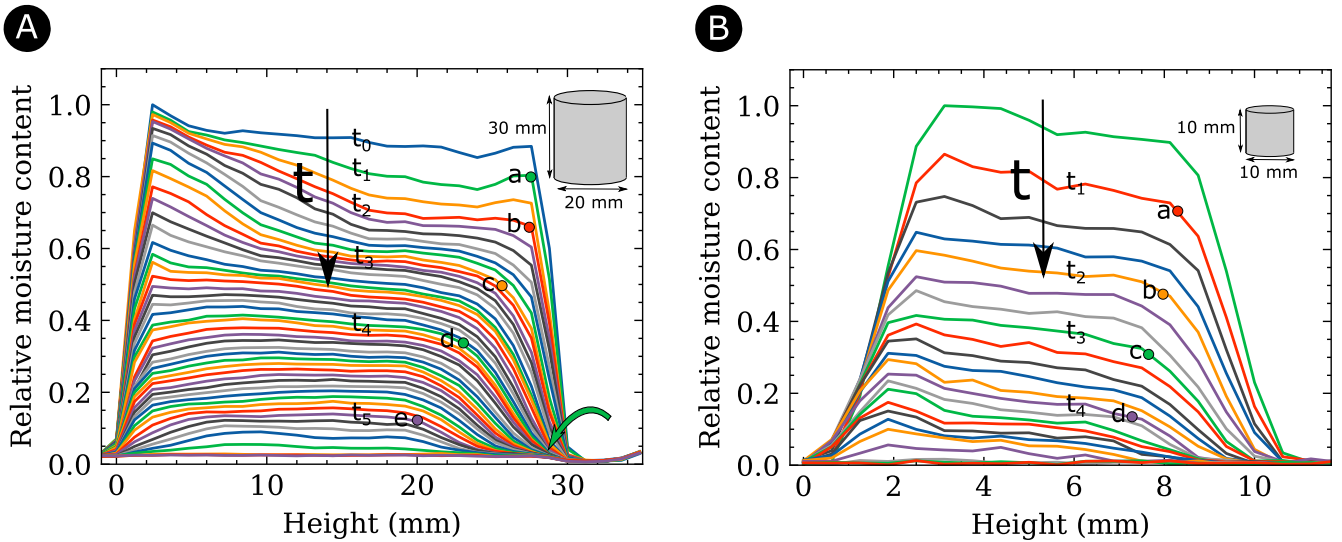 A
Relative moisture content
1.0
0.8
0.6
0.4
0.2
0.0
0
10
20
30
Height (mm)
t
t0
t1
t2
t3
t4
t5
a
b
c
d
e
30 mm
20 mm
B
Relative moisture content
1.0
0.8
0.6
0.4
0.2
0.0
0
2
4
6
8
10
Height (mm)
t
t1
t2
t3
t4
a
b
c
d
10 mm
10 mm